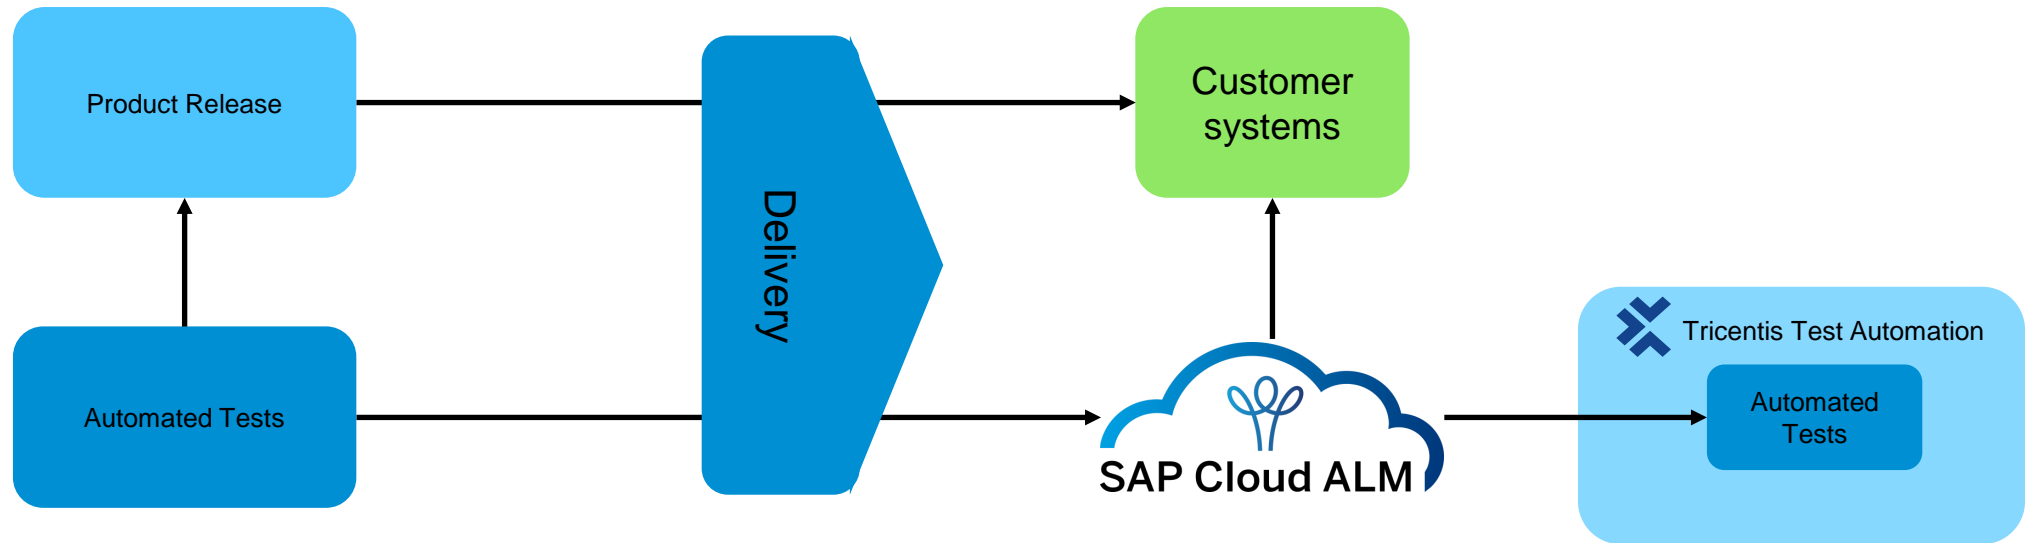 Product Release
Customer
systems
Delivery
Tricentis Test Automation
Automated Tests
Automated
Tests
SAP Cloud ALM